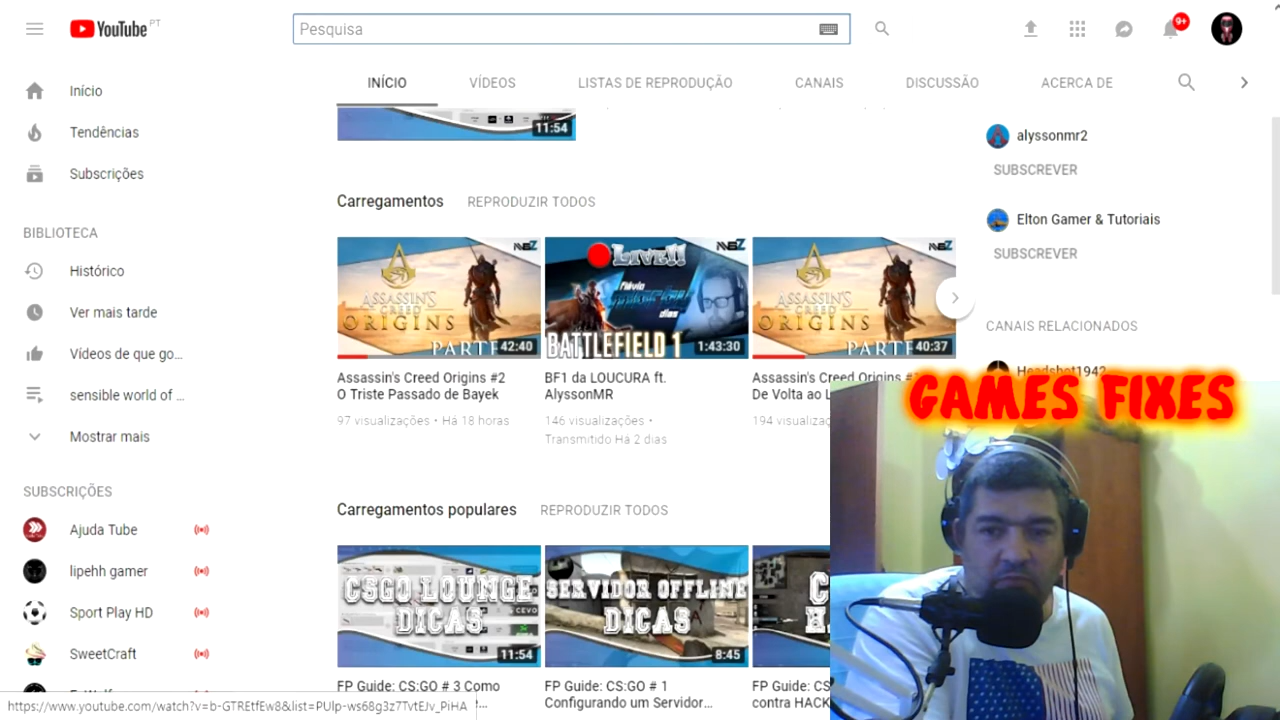 YouTube PT
Pesquisa
9+
INÍCIO
VÍDEOS
LISTAS DE REPRODUÇÃO
CANAIS
DISCUSSÃO
ACERCA DE
Início
Tendências
Subscrições
BIBLIOTECA
Histórico
Ver mais tarde
Vídeos de que go...
sensible world of ...
Mostrar mais
SUBSCRIÇÕES
Ajuda Tube
lipehh gamer
Sport Play HD
SweetCraft
11:54
Carregamentos
REPRODUZIR TODOS
ASSASSIN'S
CREED
ORIGINS
PARTE
42:40
Assassin's Creed Origins #2
O Triste Passado de Bayek
97 visualizações • Há 18 horas
LIVE!!
BATTLEFIELD 1
1:43:30
BF1 da LOUCURA ft.
AlyssonMR
146 visualizações •
Transmitido Há 2 dias
ASSASSIN'S
CREED
ORIGINS
PARTE
40:37
Assassin's Creed Origins
De Volta ao
194
Carregamentos populares
REPRODUZIR TODOS
CSGO LOUNGE
DICAS
11:54
FP Guide: CS:GO # 3 Como
SERVIDOR OFFLINE
DICAS
8:45
FP Guide: CS:GO # 1
Configurando um Servidor...
FP Guide:
contra HACK
alyssonmr2
SUBSCREVER
Elton Gamer & Tutoriais
SUBSCREVER
CANAIS RELACIONADOS
Headshot1942
GAMES FIXES
https://www.youtube.com/watch?v=b-GTREtfEw8&list=PUlp-ws68g3z7TvtEJv_PiHA